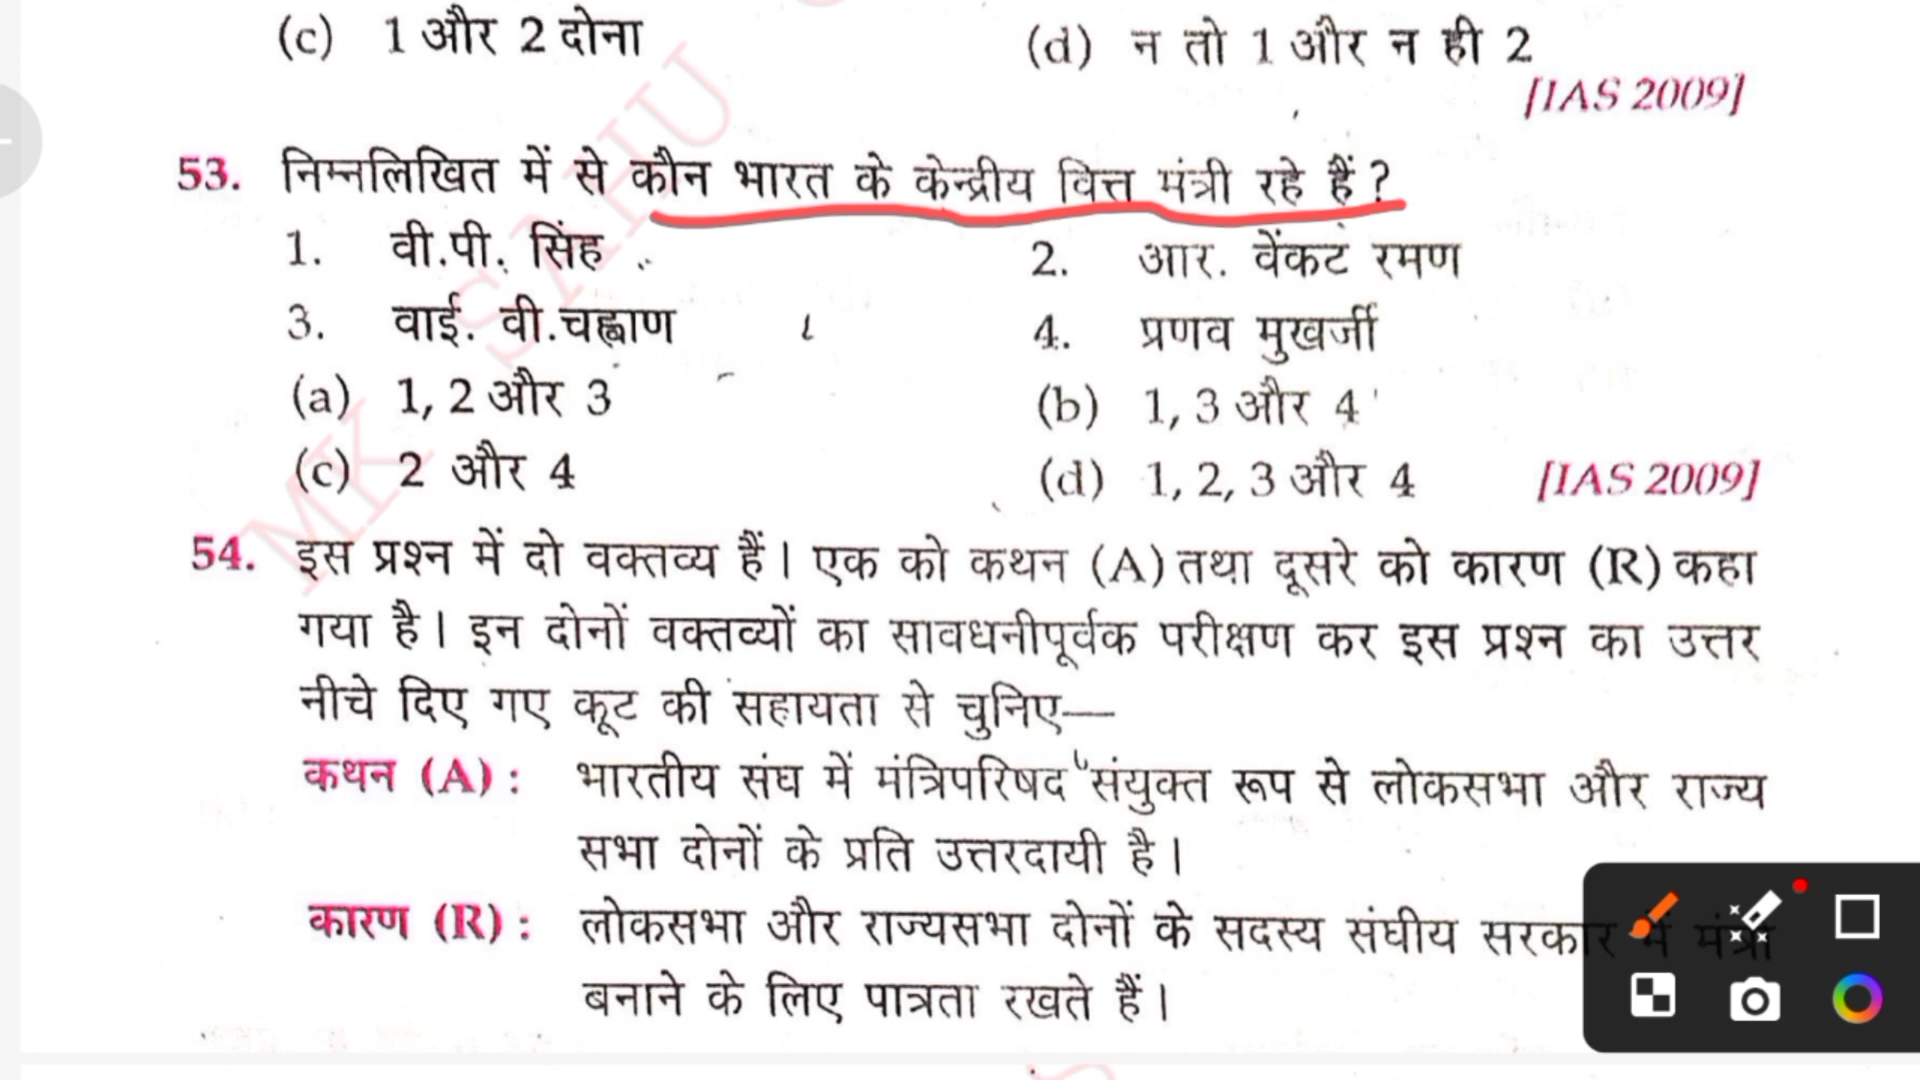 (c) 1 और 2 दोना (d) न तो 1 और न ही 2
[IAS 2009]
53. निम्नलिखित में से कौन भारत के केन्द्रीय वित्त मंत्री रहे हैं ?
1. वी.पी. सिंह 2. आर. वेंकट रमण
3. वाई. वी.चह्वाण 4. प्रणव मुखर्जी
(a) 1, 2 और 3 (b) 1, 3 और 4
(c) 2 और 4 (d) 1, 2, 3 और 4 [IAS 2009]
54. इस प्रश्न में दो वक्तव्य हैं। एक को कथन (A) तथा दूसरे को कारण (R) कहा
गया है। इन दोनों वक्तव्यों का सावधनीपूर्वक परीक्षण कर इस प्रश्न का उत्तर
नीचे दिए गए कूट की सहायता से चुनिए—
कथन (A) : भारतीय संघ में मंत्रिपरिषद संयुक्त रूप से लोकसभा और राज्य
सभा दोनों के प्रति उत्तरदायी है।
कारण (R) : लोकसभा और राज्यसभा दोनों के सदस्य संघीय सरकार में मंत्री
बनाने के लिए पात्रता रखते हैं।
MK SAHU